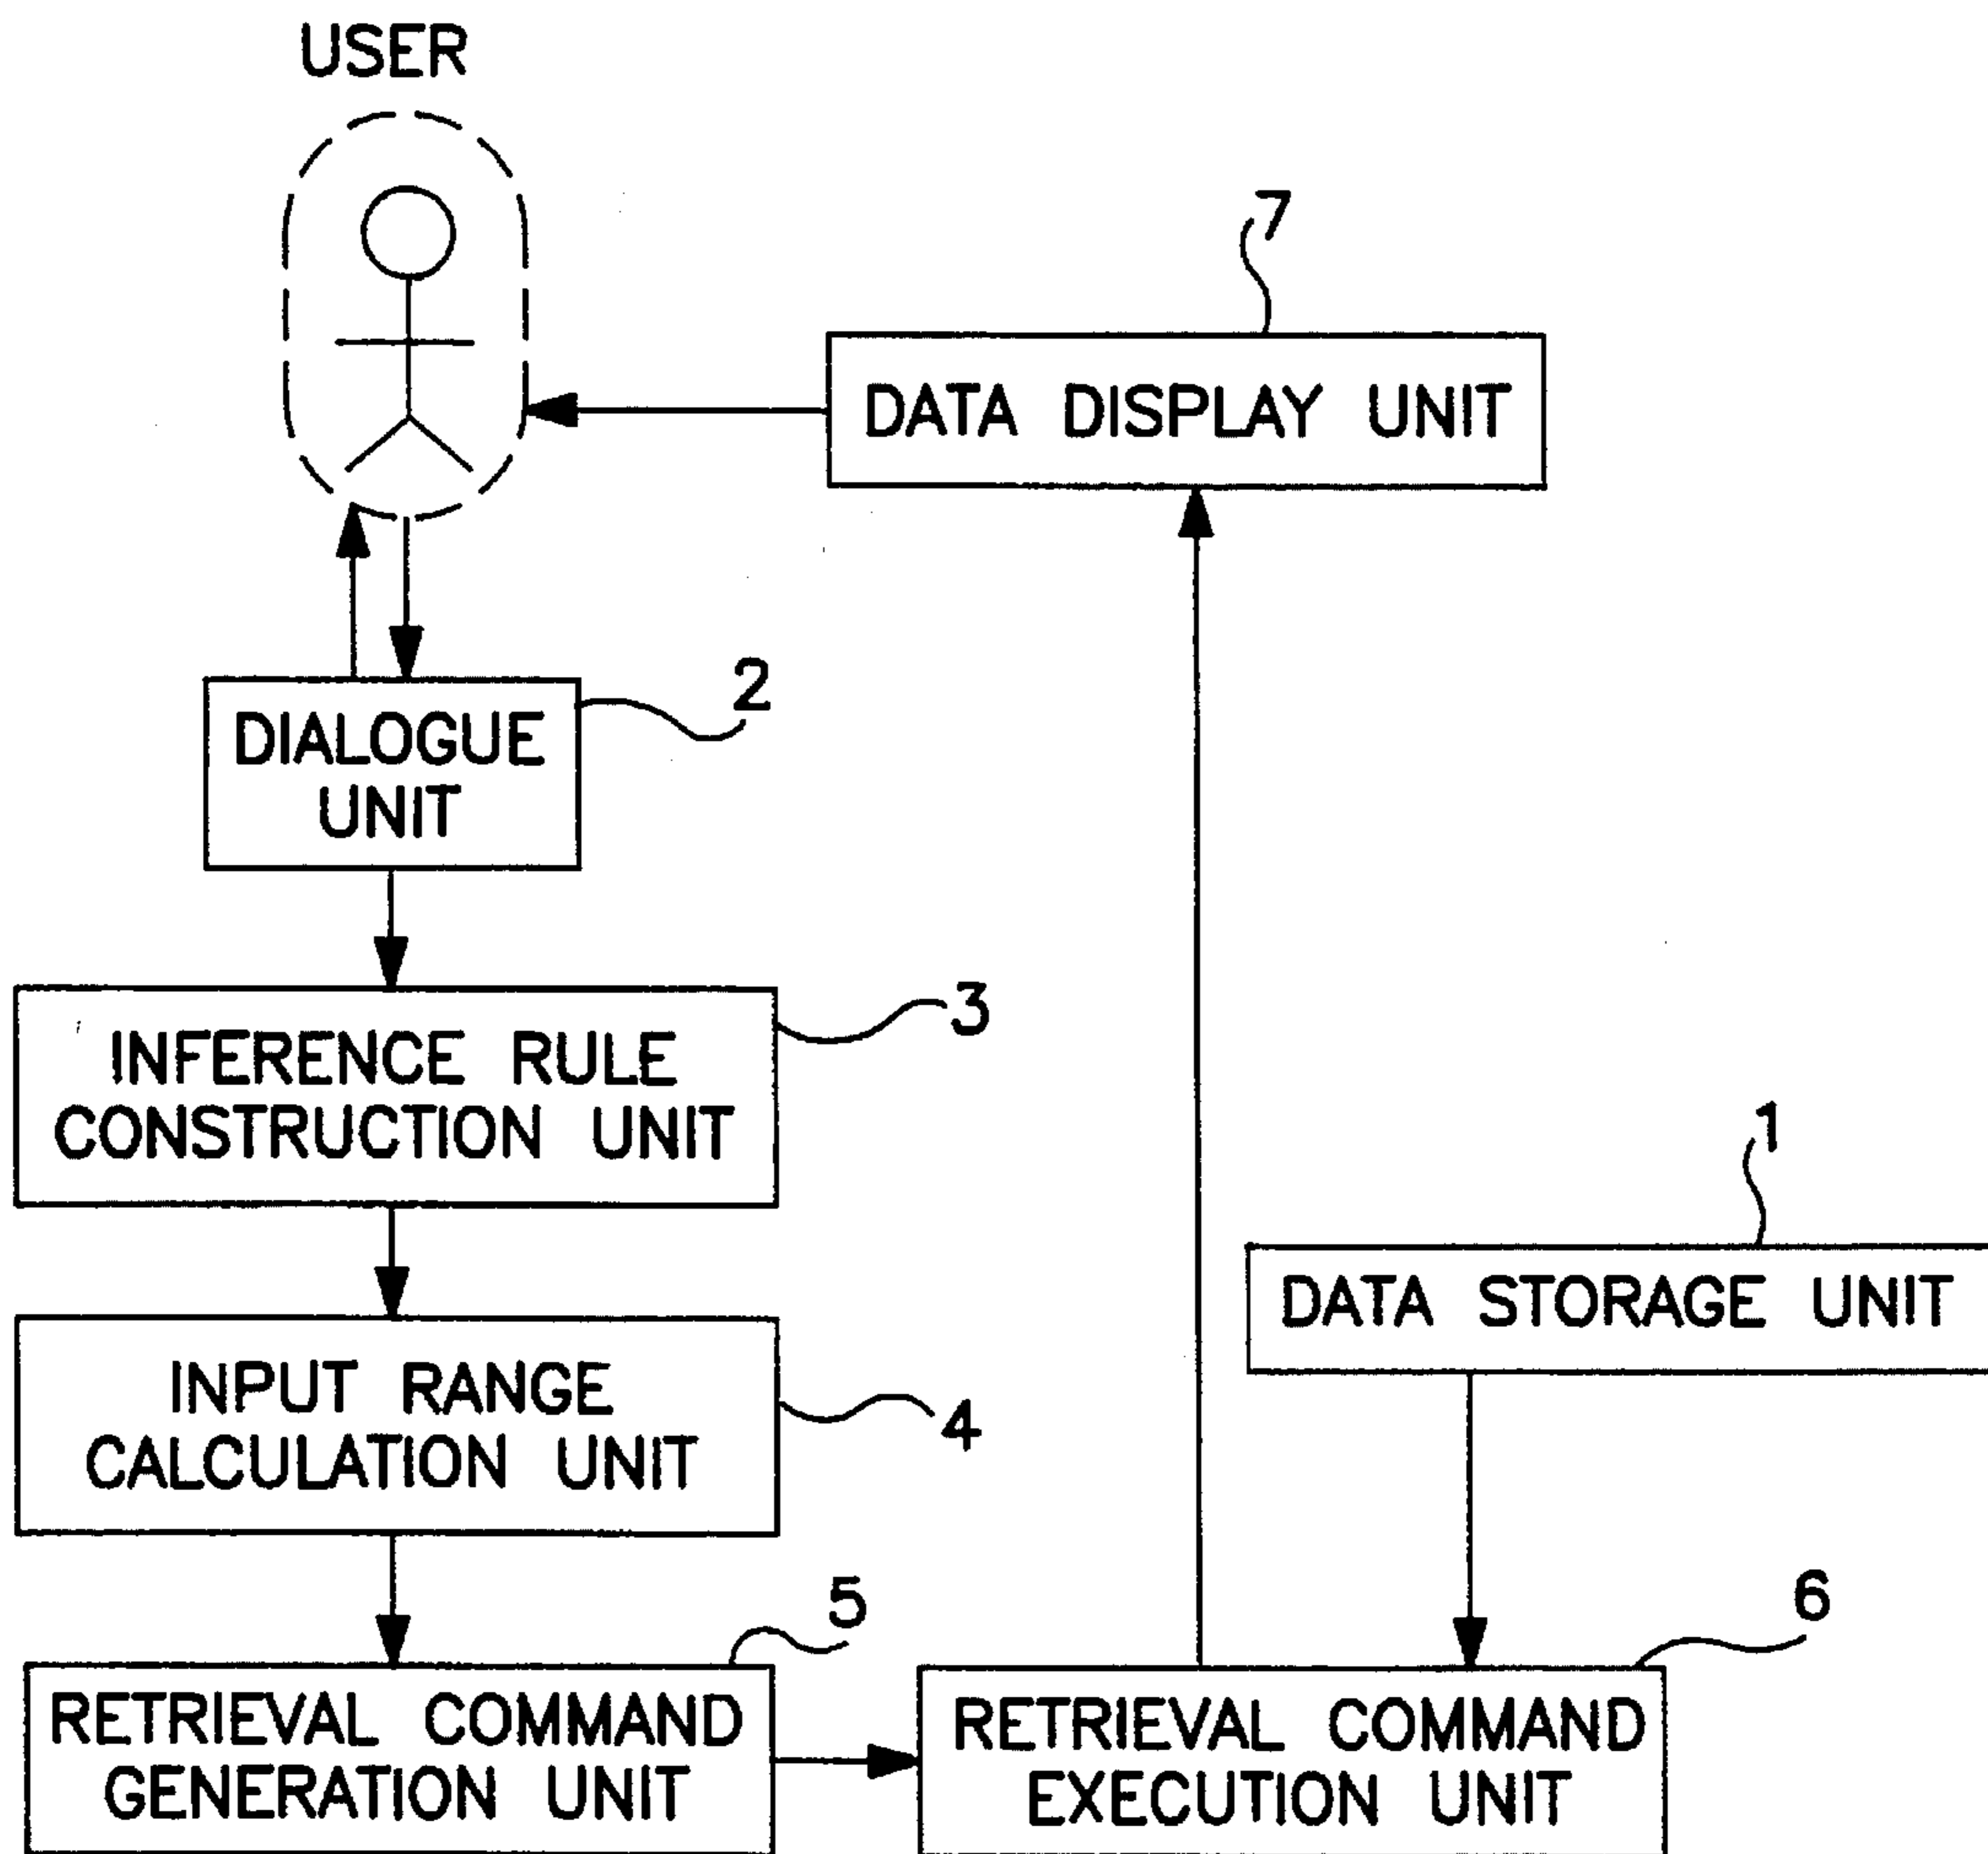 USER
7
DATA DISPLAY UNIT
2
DIALOGUE
UNIT
3
INFERENCE RULE
CONSTRUCTION UNIT
1
DATA STORAGE UNIT
INPUT RANGE
CALCULATION UNIT
4
5
RETRIEVAL COMMAND
GENERATION UNIT
6
RETRIEVAL COMMAND
EXECUTION UNIT